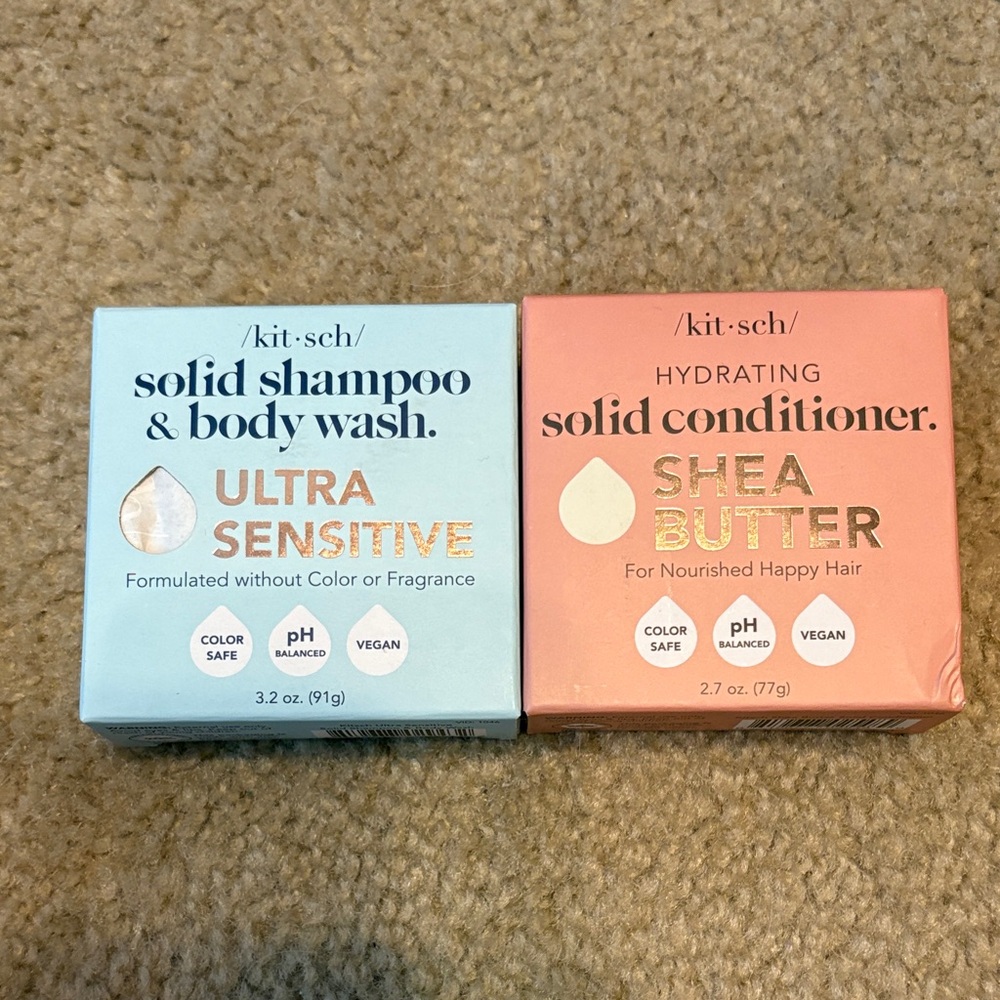 /kit·sch/
solid shampoo
& body wash.
ULTRA
SENSITIVE
Formulated without Color or Fragrance
COLOR
SAFE
pH
BALANCED
VEGAN
3.2 oz. (91g)
/kit·sch/
HYDRATING
solid conditioner.
SHEA
BUTTER
For Nourished Happy Hair
COLOR
SAFE
pH
BALANCED
VEGAN
2.7 oz. (77g)